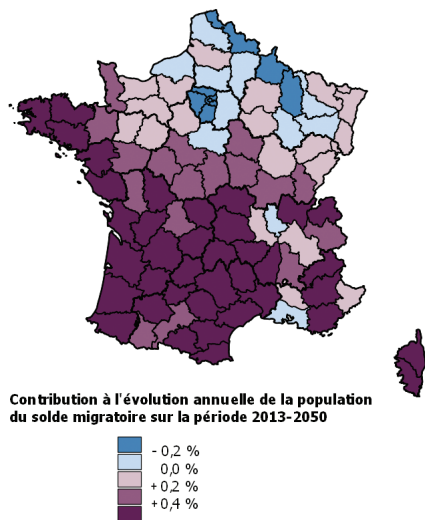 Contribution à l'évolution annuelle de la population
du solde migratoire sur la période 2013-2050
- 0,2 %
0,0 %
+ 0,2 %
+ 0,4 %